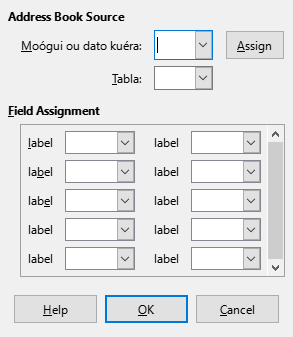 Address Book Source
Moógui ou dato kuéra: Assign
Tabla:
Field Assignment
label label
label label
label label
label label
label label
Help OK Cancel